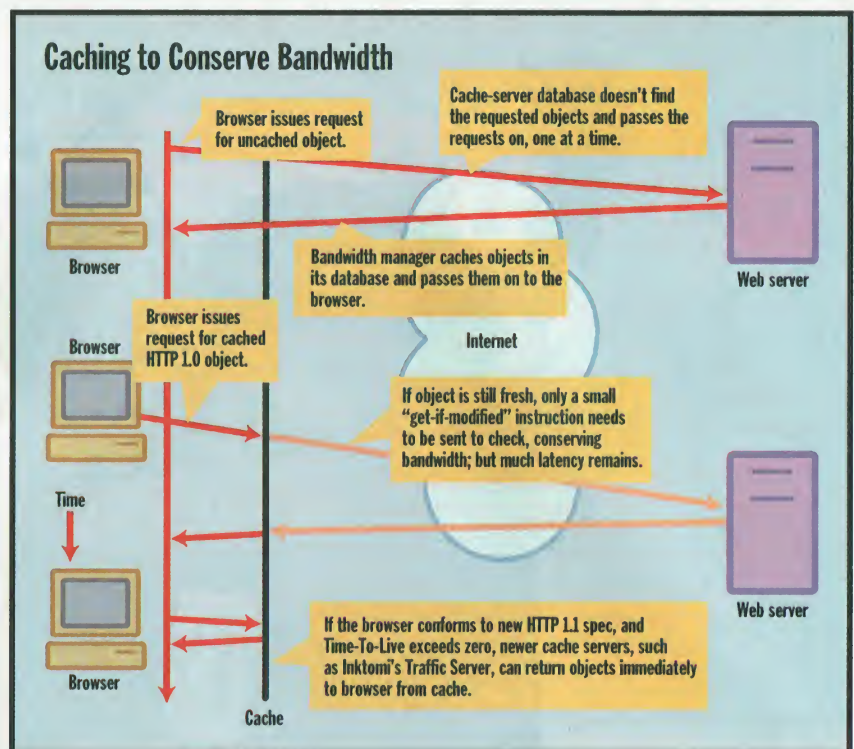 Caching to Conserve Bandwidth
Browser issues request
for uncached object.
Cache-server database doesn't find
the requested objects and passes the
requests on, one at a time.
Browser
Bandwidth manager caches objects in
its database and passes them on to the
browser.
Web server
Browser issues
request for cached
HTTP 1.0 object.
Browser
Internet
If object is still fresh, only a small
“get-if-modified” instruction needs
to be sent to check, conserving
bandwidth; but much latency remains.
Time
Web server
If the browser conforms to new HTTP 1.1 spec, and
Time-To-Live exceeds zero, newer cache servers, such
as Inktomi's Traffic Server, can return objects immediately
to browser from cache.
Browser
Cache